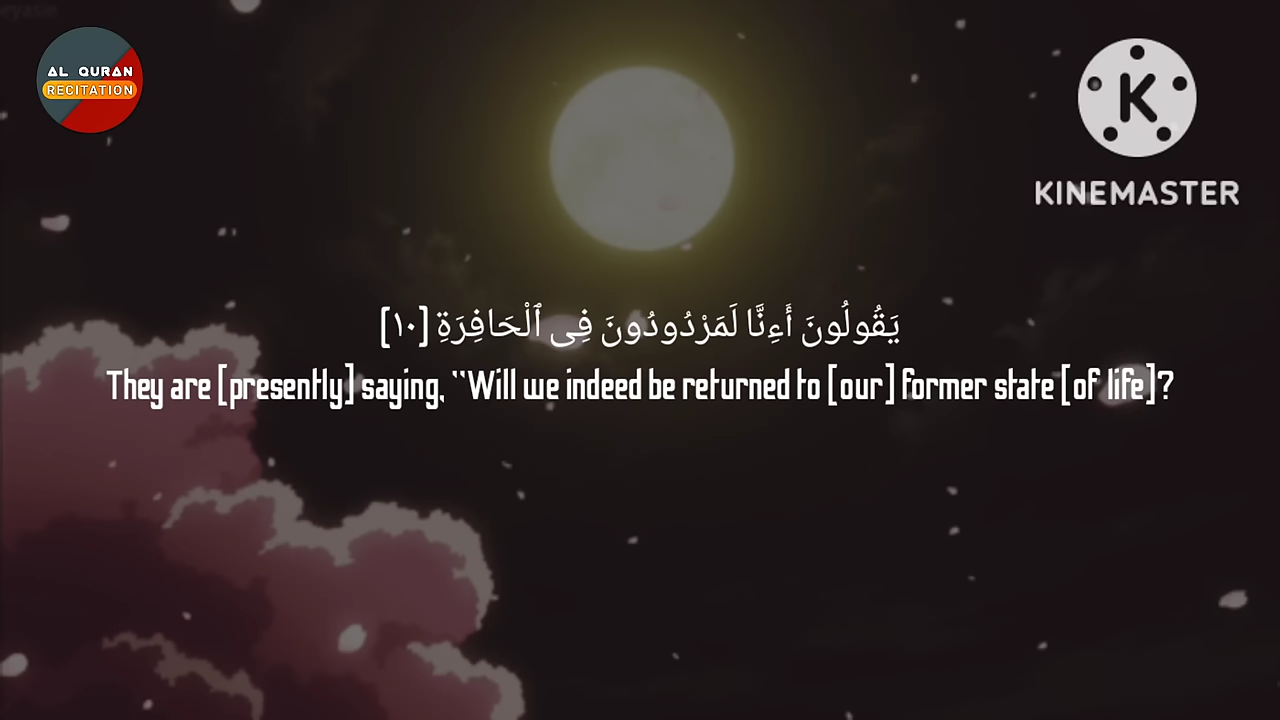 eyasie
AL QURAN
RECITATION
K
KINEMASTER
يَقُولُونَ أَءِنَّا لَمَرْدُودُونَ فِى ٱلْحَافِرَةِ [١٠]
They are [presently] saying, "Will we indeed be returned to [our] former state [of life]?